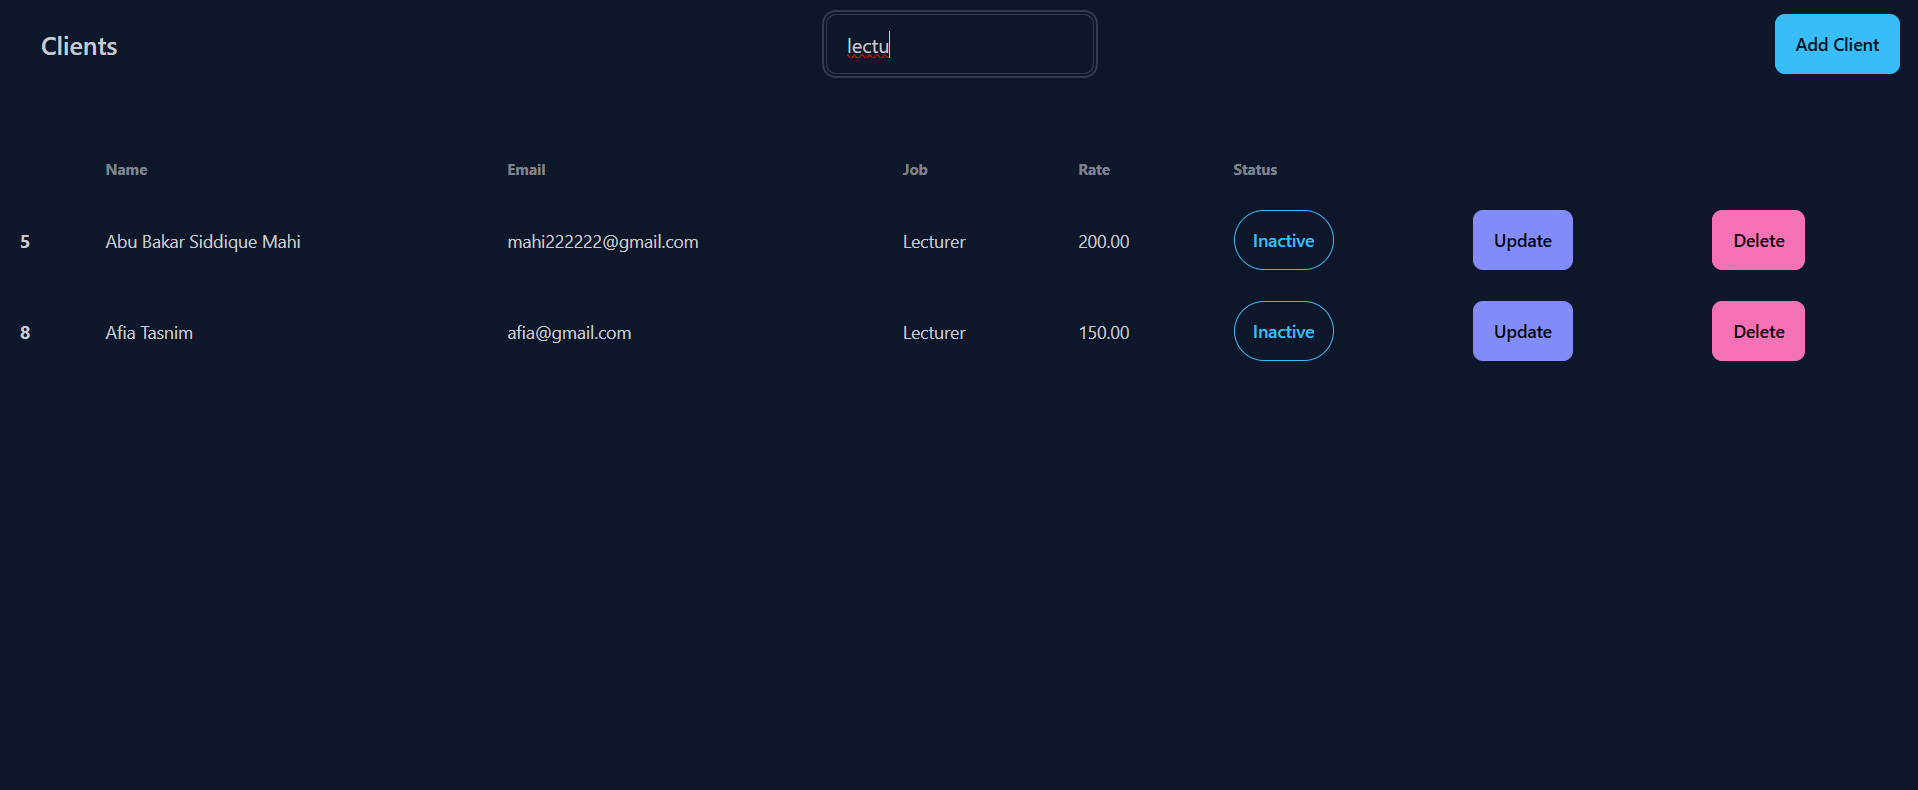 Clients lectu Add Client
Name Email Job Rate Status
5 Abu Bakar Siddique Mahi mahi222222@gmail.com Lecturer 200.00 Inactive Update Delete
8 Afia Tasnim afia@gmail.com Lecturer 150.00 Inactive Update Delete